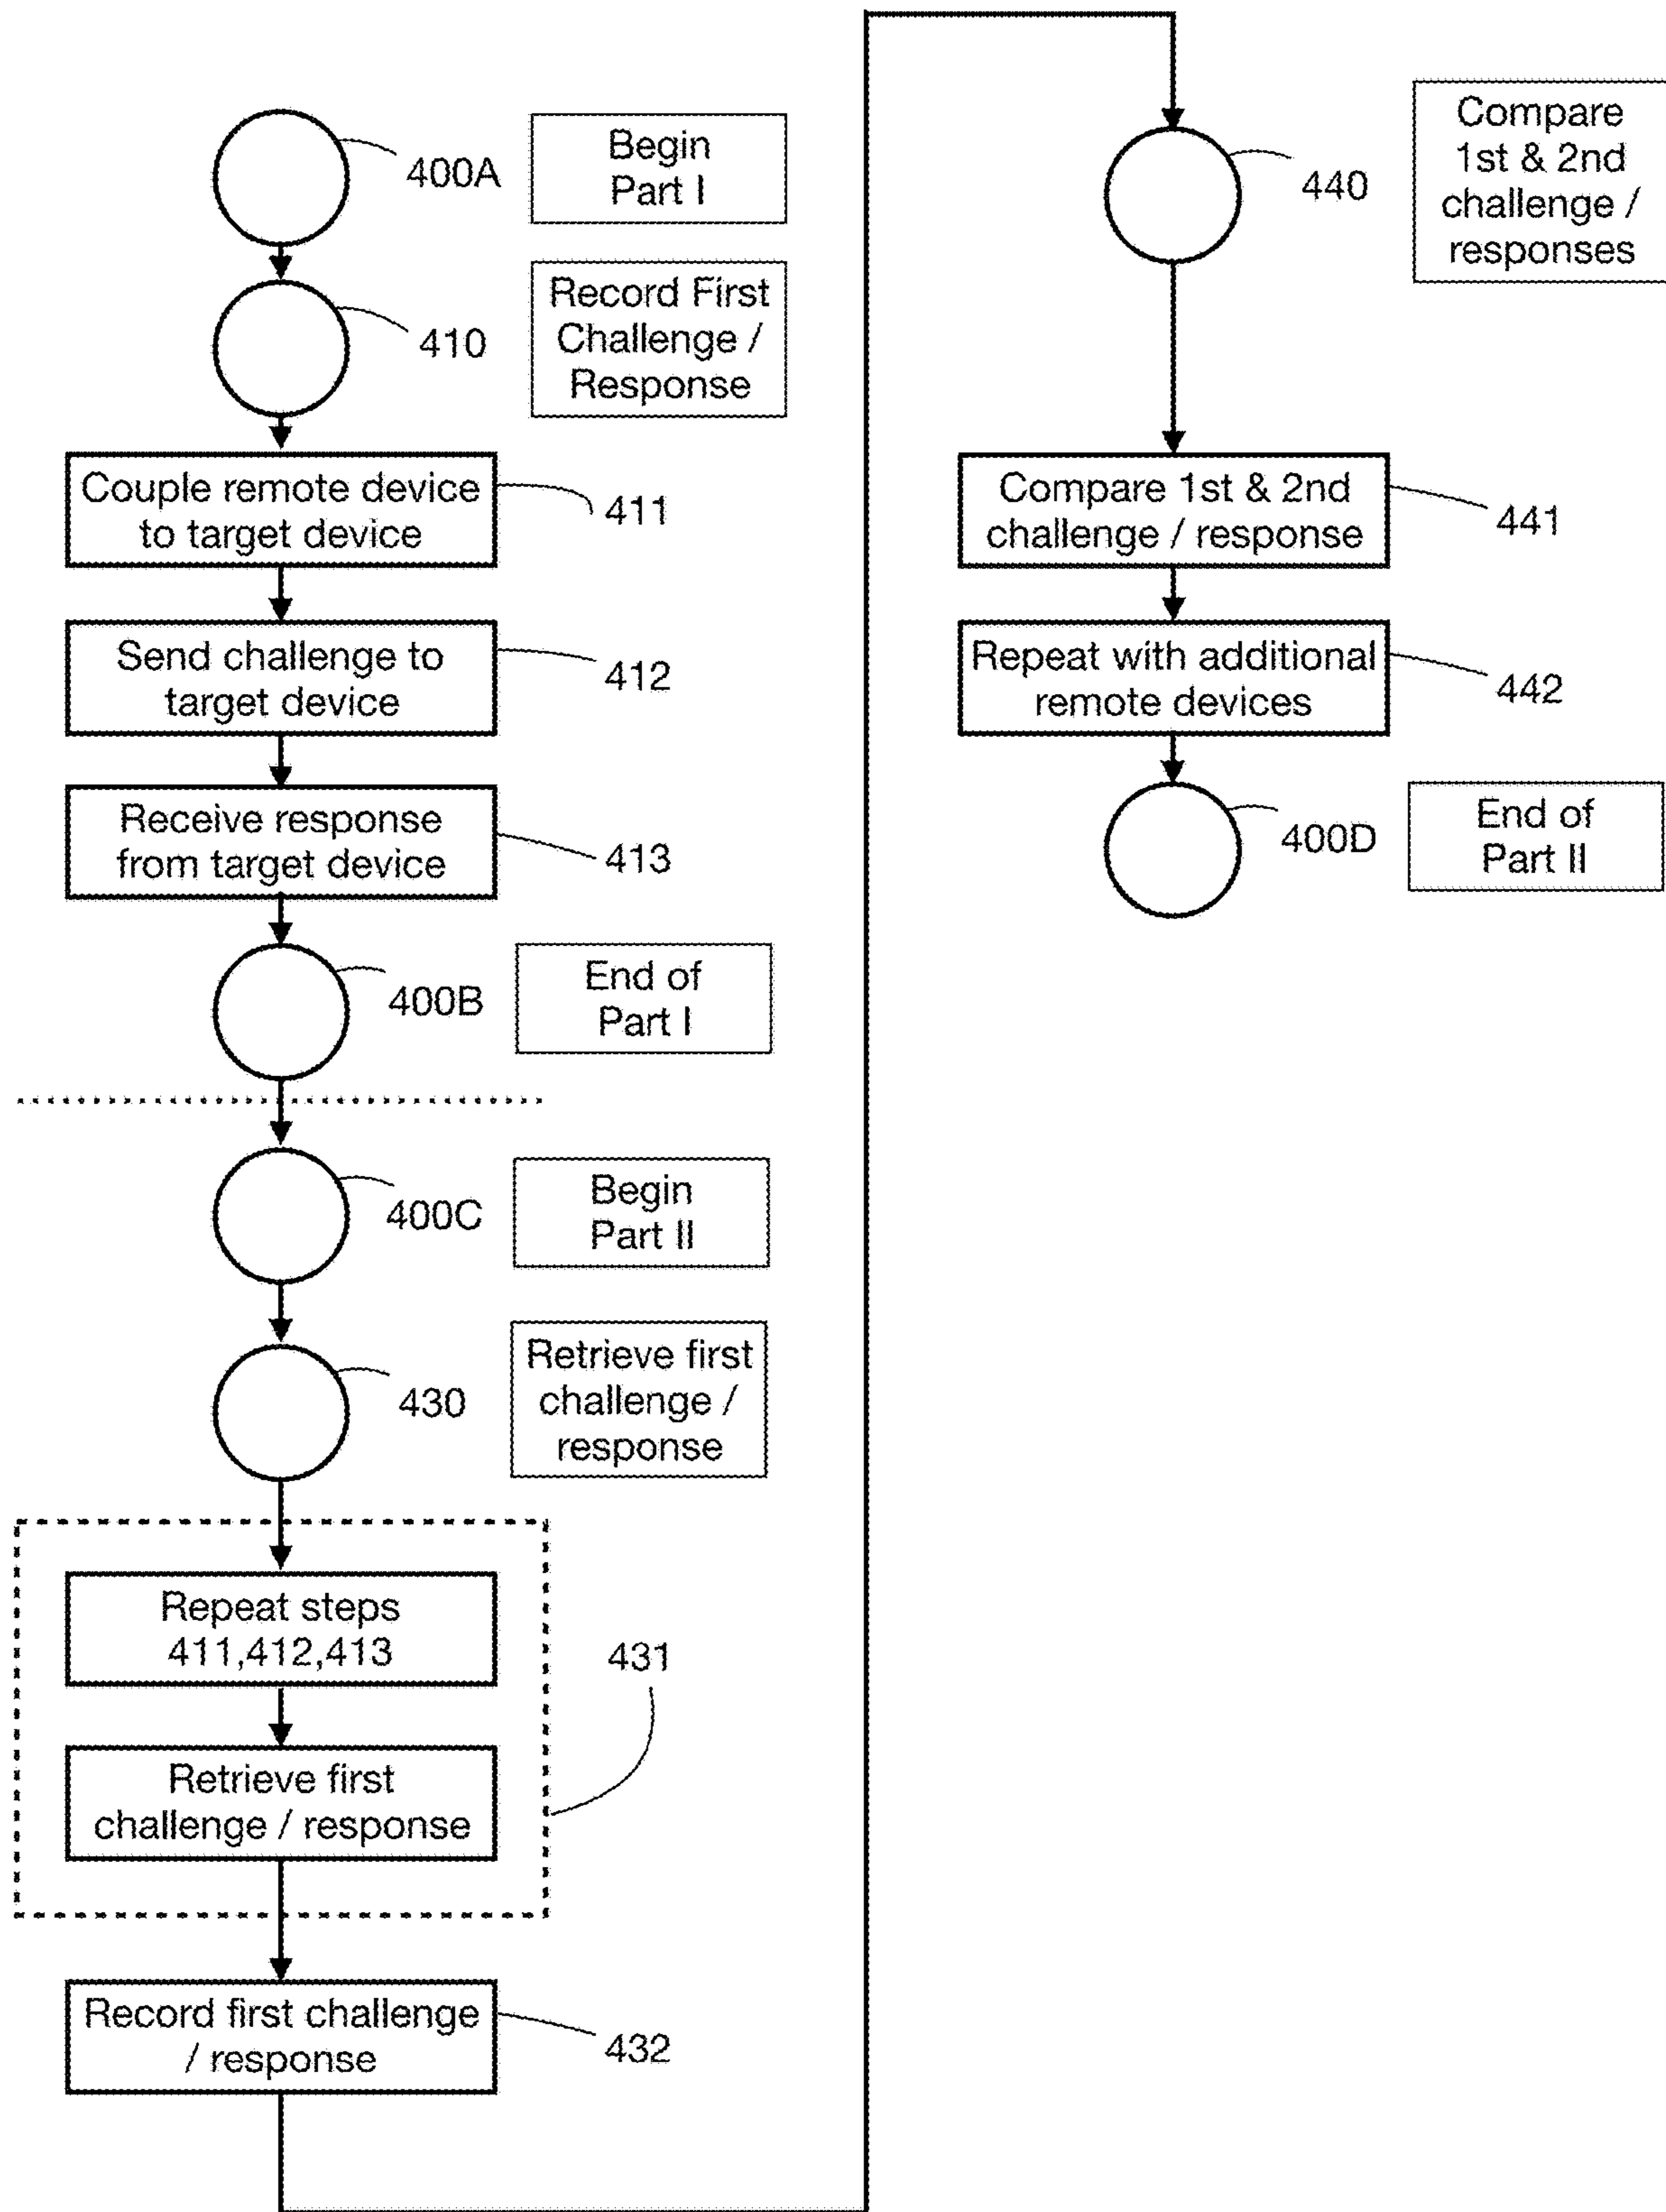 400A
Begin
Part I
410
Record First
Challenge /
Response
Couple remote device
to target device
411
Send challenge to
target device
412
Receive response
from target device
413
400B
End of
Part I
400C
Begin
Part II
430
Retrieve first
challenge /
response
Repeat steps
411,412,413
431
Retrieve first
challenge / response
Record first challenge
/ response
432
440
Compare
1st & 2nd
challenge /
responses
Compare 1st & 2nd
challenge / response
441
Repeat with additional
remote devices
442
400D
End of
Part II